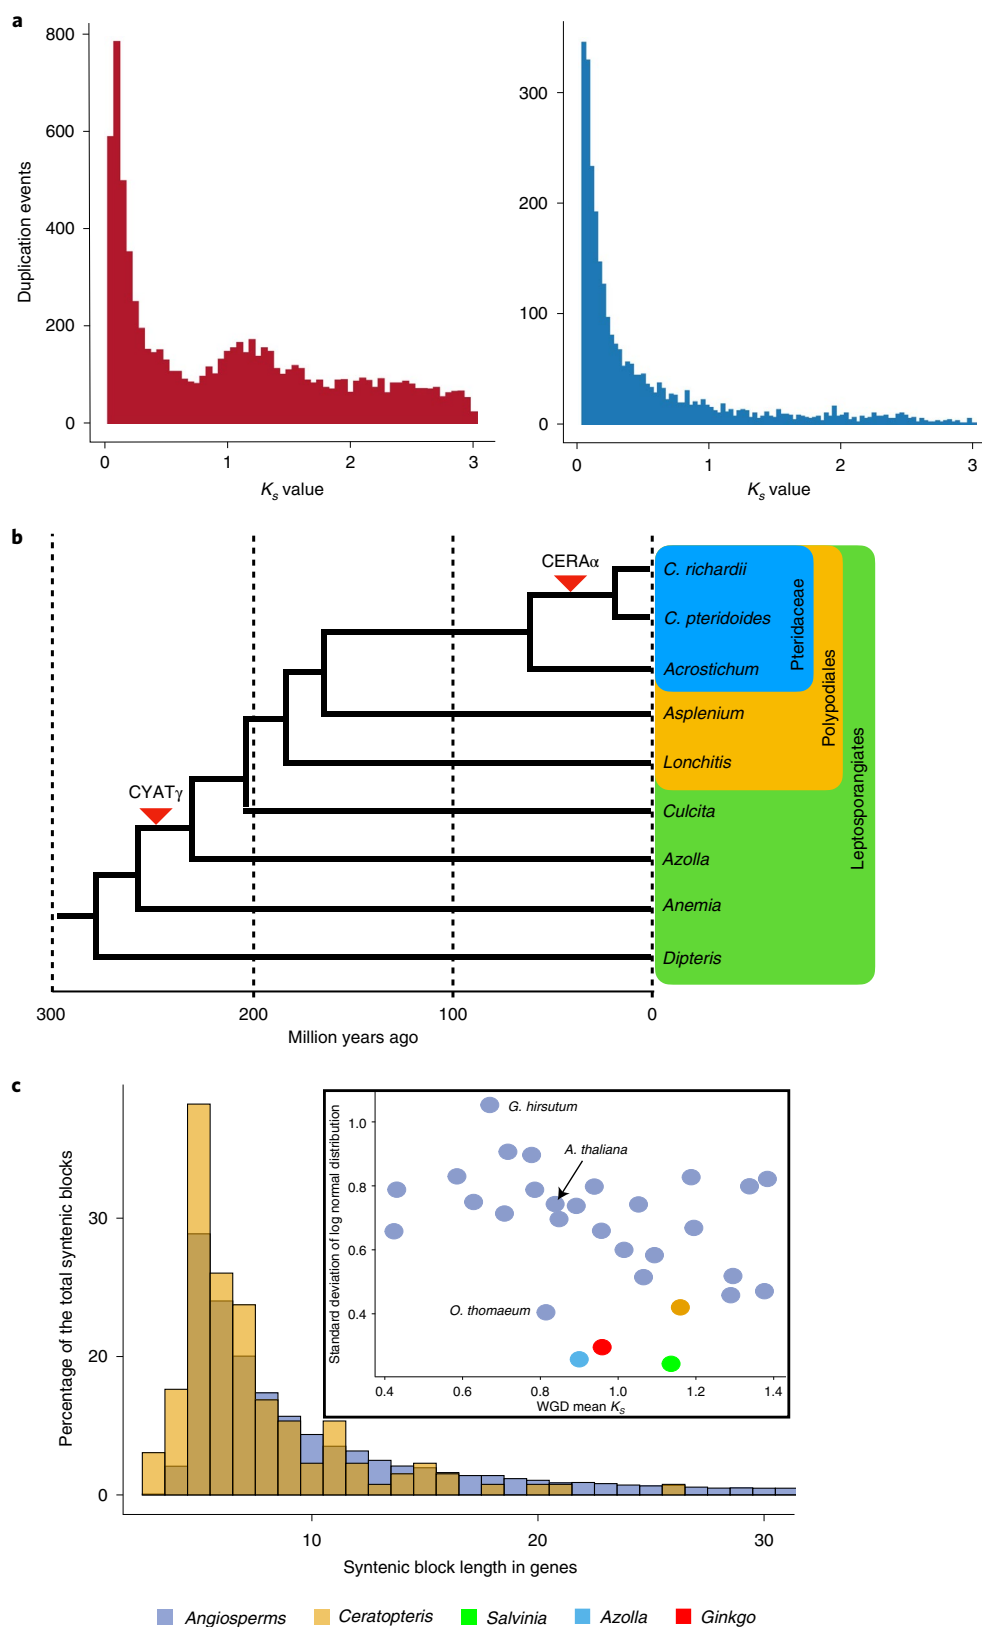 a
800
600
400
200
0
Duplication events
0 1 2 3
Ks value
300
200
100
0
0 1 2 3
Ks value
b
CERAα
CYATγ
C. richardii
C. pteridoides
Acrostichum
Asplenium
Lonchitis
Culcita
Azolla
Anemia
Dipteris
Pteridaceae
Polypodiales
Leptosporangiates
300 200 100 0
Million years ago
c
Percentage of the total syntenic blocks
30
20
0
10 20 30
Syntenic block length in genes
Standard deviation of log normal distribution
1.0
0.8
0.6
0.4
G. hirsutum
A. thaliana
O. thomaeum
0.4 0.6 0.8 1.0 1.2 1.4
WGD mean Ks
Angiosperms Ceratopteris Salvinia Azolla Ginkgo